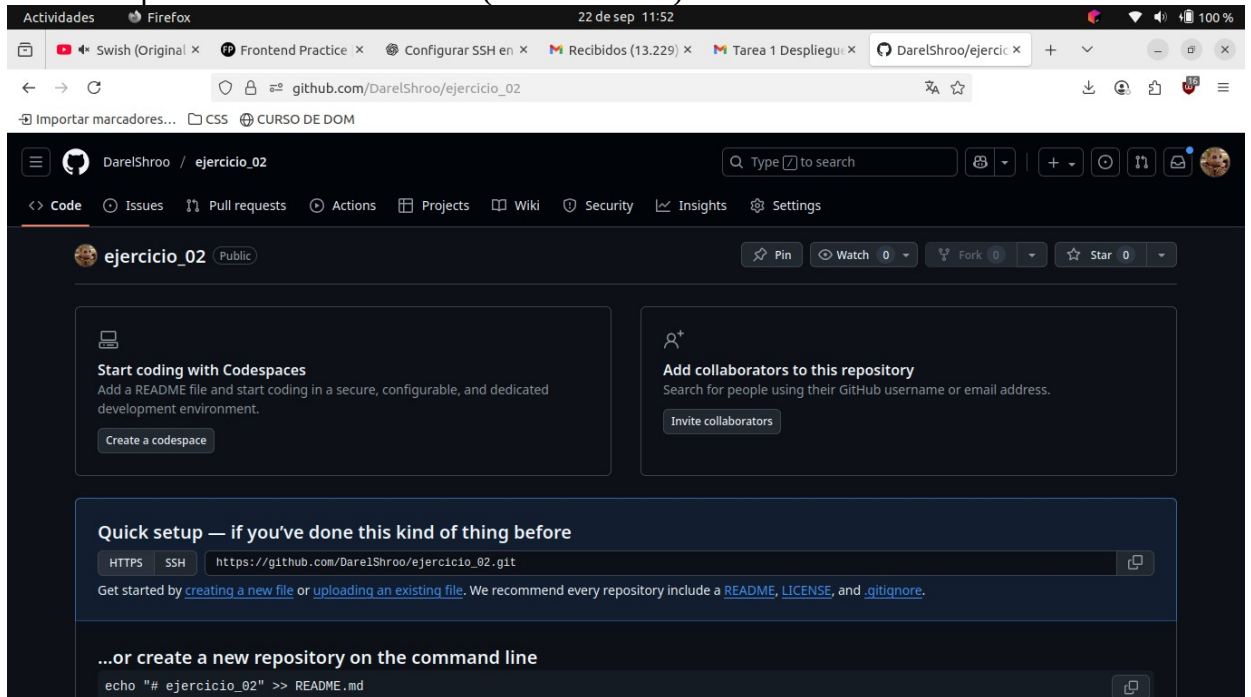 Actividades Firefox 22 de sep 11:52 100 %
Swish (Original Frontend Practice Configurar SSH en Recibidos (13.229) Tarea 1 Despliegue DarelShroo/ejercic
github.com/DarelShroo/ejercicio_02 16
Importar marcadores… CSS CURSO DE DOM
DarelShroo / ejercicio_02 Type / to search
Code Issues Pull requests Actions Projects Wiki Security Insights Settings
ejercicio_02 Public Pin Watch 0 Fork 0 Star 0
Start coding with Codespaces
Add a README file and start coding in a secure, configurable, and dedicated
development environment.
Create a codespace
Add collaborators to this repository
Search for people using their GitHub username or email address.
Invite collaborators
Quick setup — if you’ve done this kind of thing before
HTTPS SSH https://github.com/DarelShroo/ejercicio_02.git
Get started by creating a new file or uploading an existing file. We recommend every repository include a README, LICENSE, and .gitignore.
…or create a new repository on the command line
echo "# ejercicio_02" >> README.md